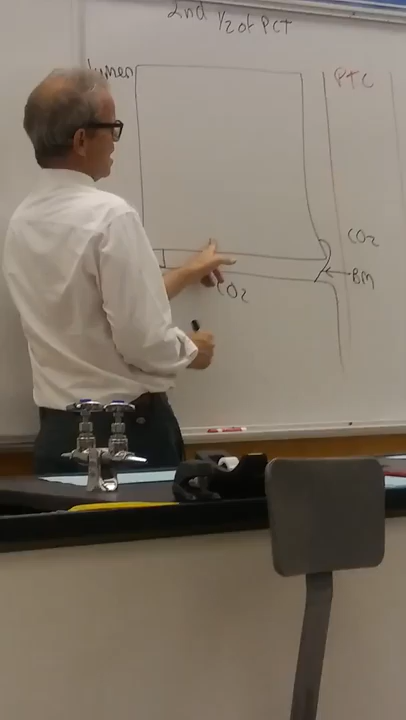 2nd 1/2 of PCT
lumen
PTC
CO2
BM
CO2